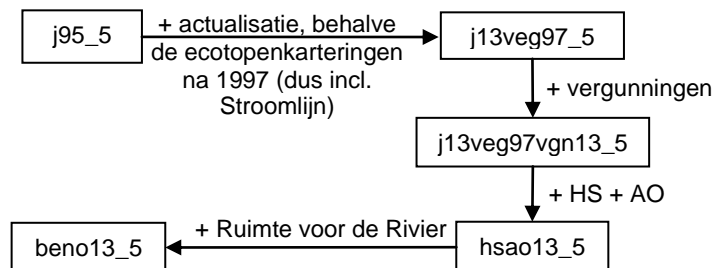 j95_5
+ actualisatie, behalve
de ecotopenkarteringen
na 1997 (dus incl.
Stroomlijn)
j13veg97_5
+ vergunningen
j13veg97vgn13_5
+ HS + AO
hsao13_5
+ Ruimte voor de Rivier
beno13_5